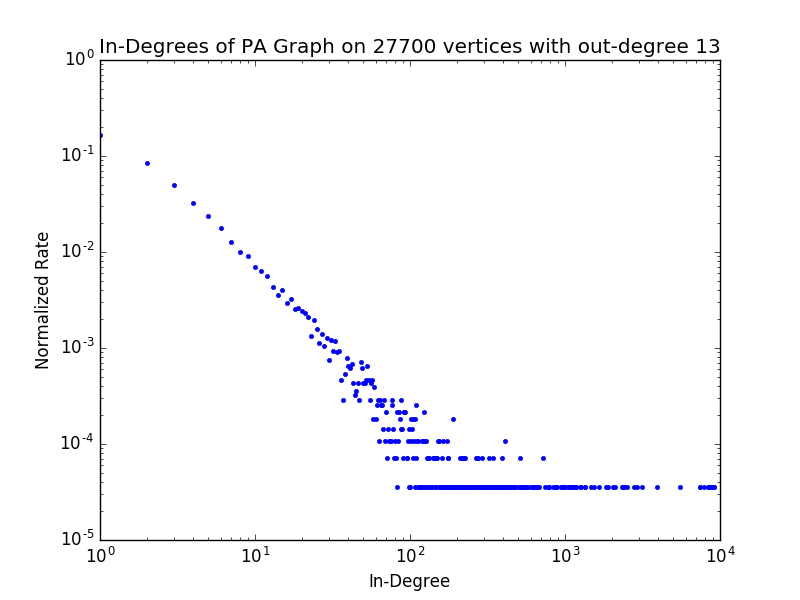 In-Degrees of PA Graph on 27700 vertices with out-degree 13
10^0
10^-1
10^-2
10^-3
10^-4
10^-5
Normalized Rate
10^0 10^1 10^2 10^3 10^4
In-Degree